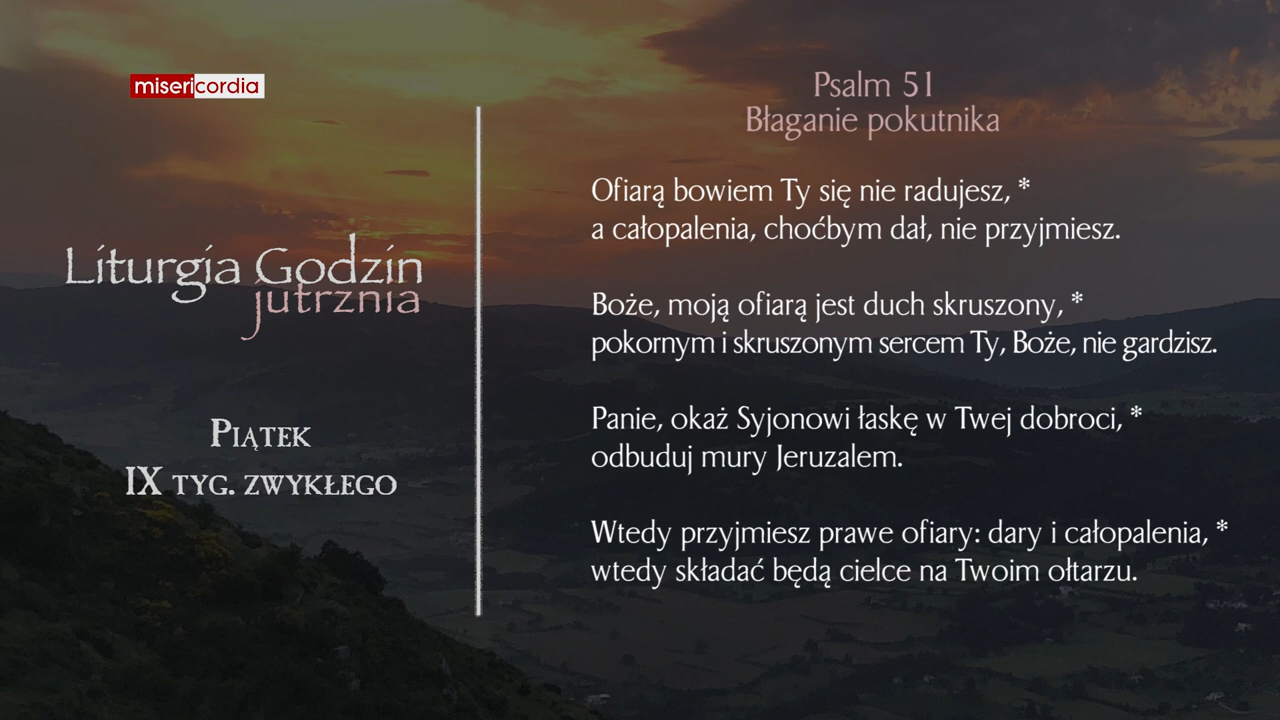 misericordia
Liturgia Godzin
jutrznia
Piątek
IX tyg. zwykłego
Psalm 51
Błaganie pokutnika
Ofiarą bowiem Ty się nie radujesz, *
a całopalenia, choćbym dał, nie przyjmiesz.
Boże, moją ofiarą jest duch skruszony, *
pokornym i skruszonym sercem Ty, Boże, nie gardzisz.
Panie, okaż Syjonowi łaskę w Twej dobroci, *
odbuduj mury Jeruzalem.
Wtedy przyjmiesz prawe ofiary: dary i całopalenia, *
wtedy składać będą cielce na Twoim ołtarzu.